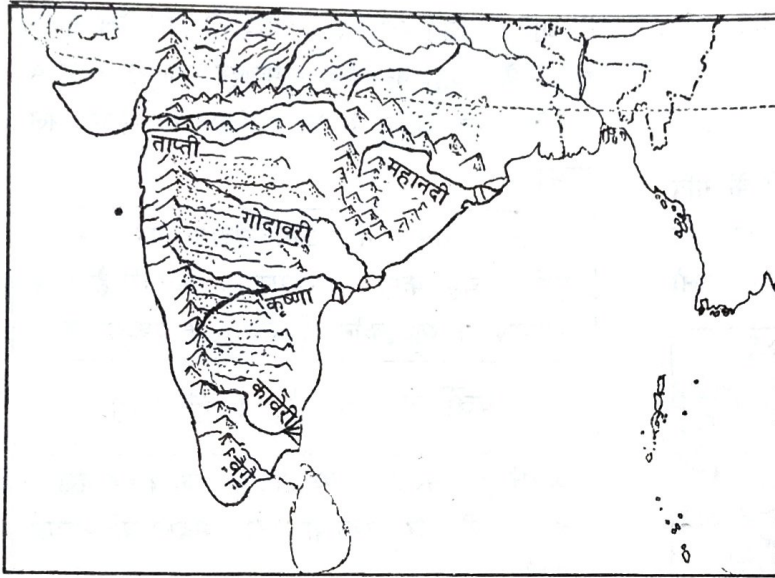 ताप्ती
महानदी
गोदावरी
कृष्णा
कावेरी
वैगै